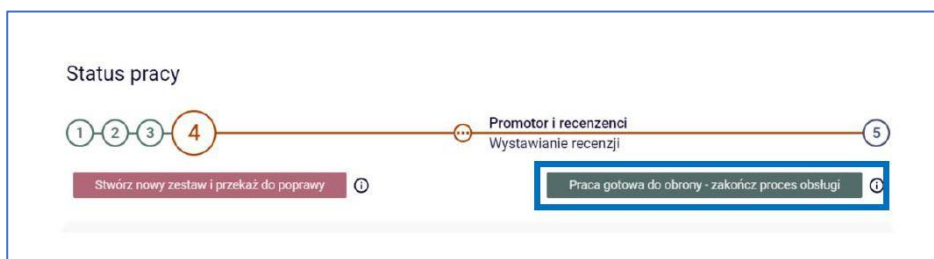 Status pracy
1 2 3 4
Promotor i recenzenci
Wystawianie recenzji
5
Stwórz nowy zestaw i przekaż do poprawy
Praca gotowa do obrony - zakończ proces obsługi